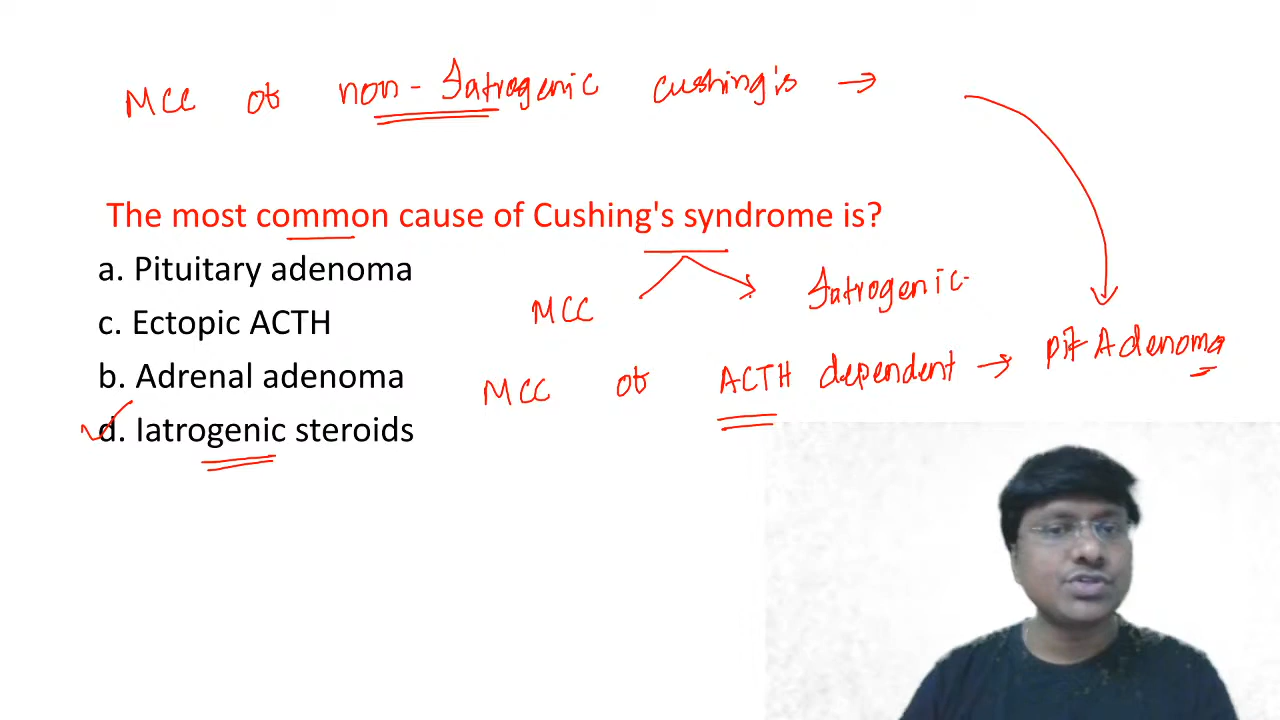 MCC of non-Iatrogenic cushing's →
The most common cause of Cushing's syndrome is?
a. Pituitary adenoma
c. Ectopic ACTH
b. Adrenal adenoma
d. Iatrogenic steroids
MCC Iatrogenic
MCC of ACTH dependent → pit Adenoma